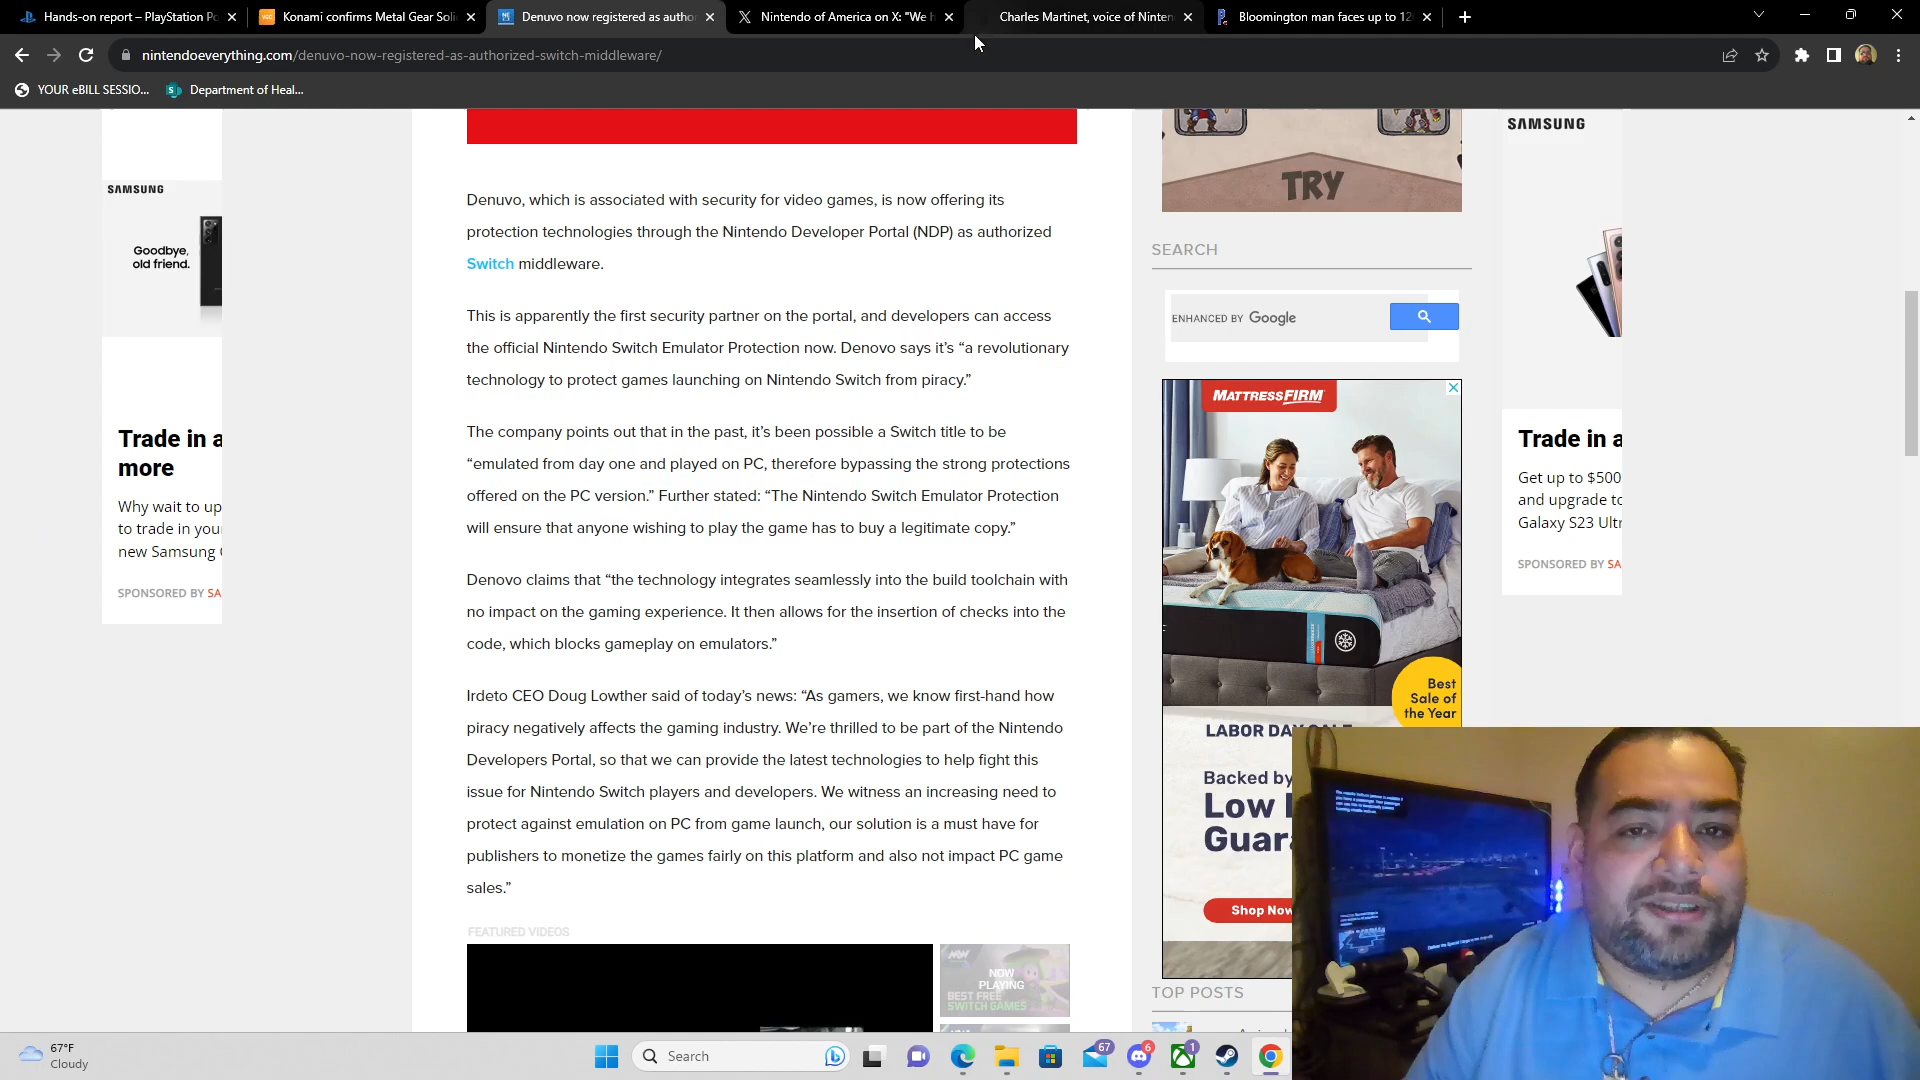 Hands-on report – PlayStation Po
Konami confirms Metal Gear Soli
Denuvo now registered as autho
Nintendo of America on X: "We h
Charles Martinet, voice of Ninten
Bloomington man faces up to 12
nintendoeverything.com/denuvo-now-registered-as-authorized-switch-middleware/
YOUR eBILL SESSIO...
Department of Heal...
SAMSUNG
Goodbye,
old friend.
Trade in a
more
Why wait to up
to trade in your
new Samsung
SPONSORED BY SA
Denuvo, which is associated with security for video games, is now offering its
protection technologies through the Nintendo Developer Portal (NDP) as authorized
Switch middleware.
This is apparently the first security partner on the portal, and developers can access
the official Nintendo Switch Emulator Protection now. Denovo says it's “a revolutionary
technology to protect games launching on Nintendo Switch from piracy.”
The company points out that in the past, it's been possible a Switch title to be
“emulated from day one and played on PC, therefore bypassing the strong protections
offered on the PC version.” Further stated: “The Nintendo Switch Emulator Protection
will ensure that anyone wishing to play the game has to buy a legitimate copy.”
Denovo claims that “the technology integrates seamlessly into the build toolchain with
no impact on the gaming experience. It then allows for the insertion of checks into the
code, which blocks gameplay on emulators.”
Irdeto CEO Doug Lowther said of today's news: “As gamers, we know first-hand how
piracy negatively affects the gaming industry. We're thrilled to be part of the Nintendo
Developers Portal, so that we can provide the latest technologies to help fight this
issue for Nintendo Switch players and developers. We witness an increasing need to
protect against emulation on PC from game launch, our solution is a must have for
publishers to monetize the games fairly on this platform and also not impact PC game
sales.”
FEATURED VIDEOS
NOW
PLAYING
BEST FREE
SWITCH GAMES
TRY
SEARCH
ENHANCED BY Google
MATTRESSFIRM
Best
Sale of
the Year
LABOR DAY SALE
Backed by
Low
Guar
Shop Now
TOP POSTS
SAMSUNG
Trade in a
Get up to $500
and upgrade to
Galaxy S23 Ultr
SPONSORED BY SA
67°F
Cloudy
Search
67
6
1